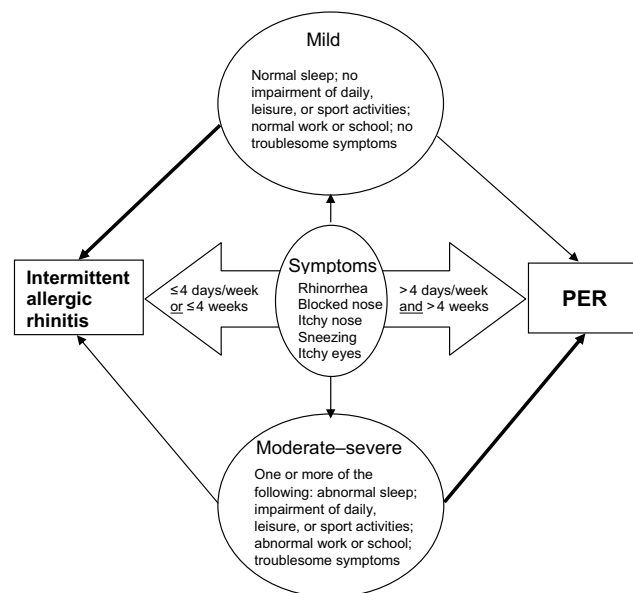 Mild
Normal sleep; no
impairment of daily,
leisure, or sport activities;
normal work or school; no
troublesome symptoms
Intermittent
allergic
rhinitis
≤4 days/week
or ≤4 weeks
Symptoms
Rhinorrhea
Blocked nose
Itchy nose
Sneezing
Itchy eyes
>4 days/week
and >4 weeks
PER
Moderate–severe
One or more of the
following: abnormal sleep;
impairment of daily,
leisure, or sport activities;
abnormal work or school;
troublesome symptoms